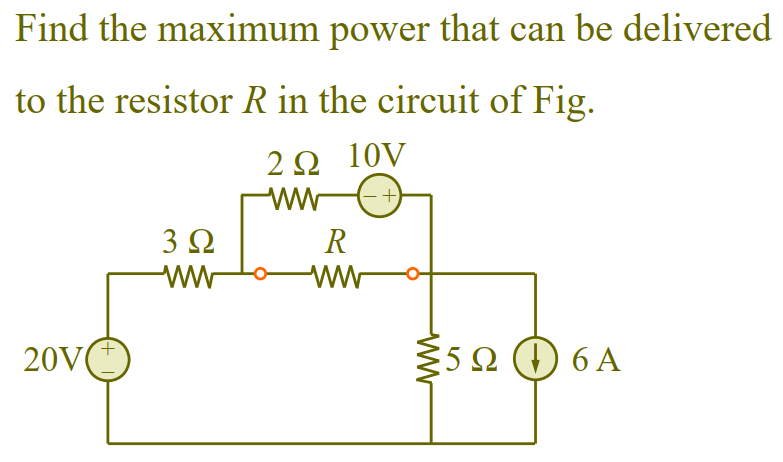 Find the maximum power that can be delivered
to the resistor R in the circuit of Fig.
2 Ω 10V
− +
3 Ω R
20V + − 5 Ω 6 A